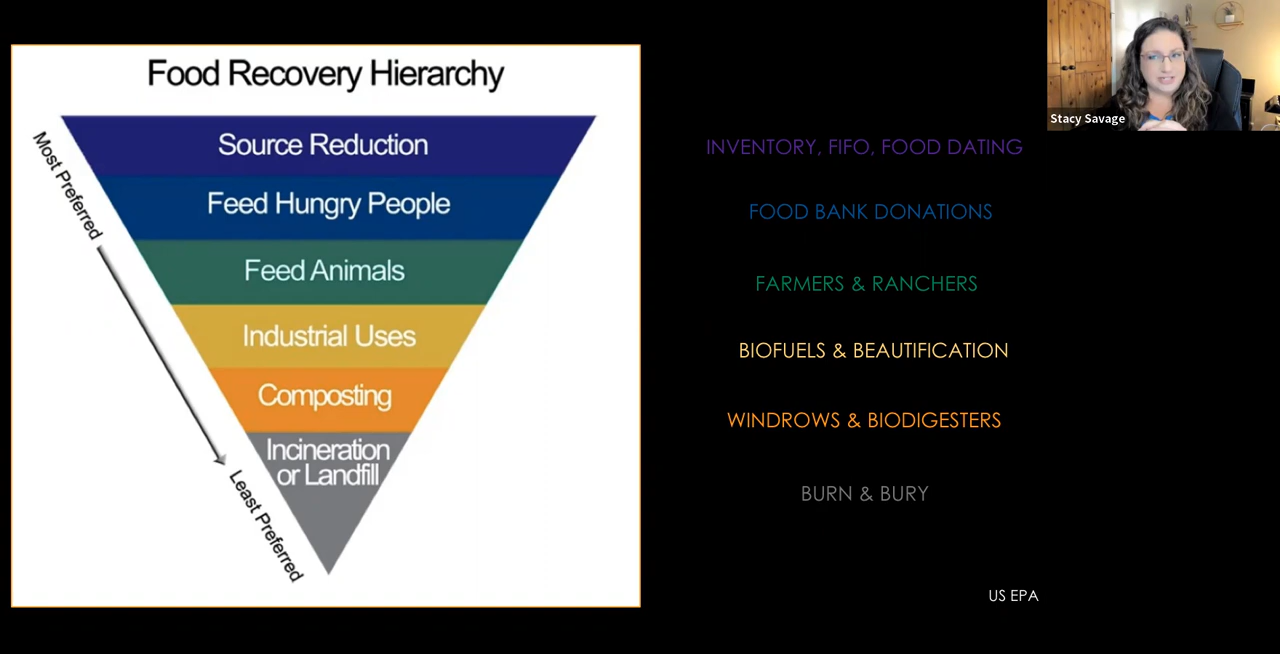 Food Recovery Hierarchy
Most Preferred
Source Reduction
Feed Hungry People
Feed Animals
Industrial Uses
Composting
Incineration
or Landfill
Least Preferred
Stacy Savage
INVENTORY, FIFO, FOOD DATING
FOOD BANK DONATIONS
FARMERS & RANCHERS
BIOFUELS & BEAUTIFICATION
WINDROWS & BIODIGESTERS
BURN & BURY
US EPA